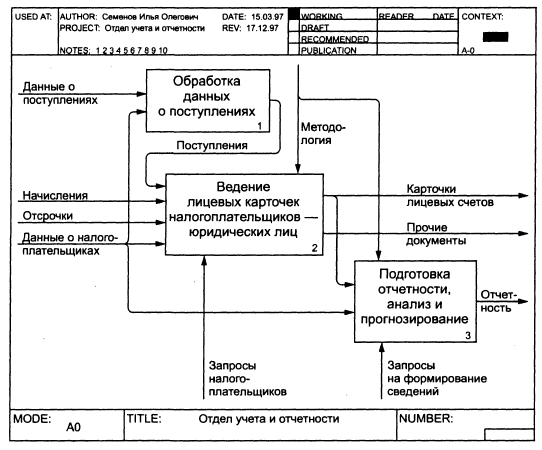 USED AT:
AUTHOR: Семенов Илья Олегович
DATE: 15.03.97
PROJECT: Отдел учета и отчетности
REV: 17.12.97
NOTES: 1 2 3 4 5 6 7 8 9 10
WORKING
READER
DATE
DRAFT
RECOMMENDED
PUBLICATION
CONTEXT:
A-0
Данные о
поступлениях
Обработка
данных
о поступлениях
1
Поступления
Методо-
логия
Начисления
Отсрочки
Данные о налого-
плательщиках
Ведение
лицевых карточек
налогоплательщиков —
юридических лиц
2
Карточки
лицевых счетов
Прочие
документы
Подготовка
отчетности,
анализ и
прогнозирование
3
Отчет-
ность
Запросы
налого-
плательщиков
Запросы
на формирование
сведений
MODE:
A0
TITLE:
Отдел учета и отчетности
NUMBER: